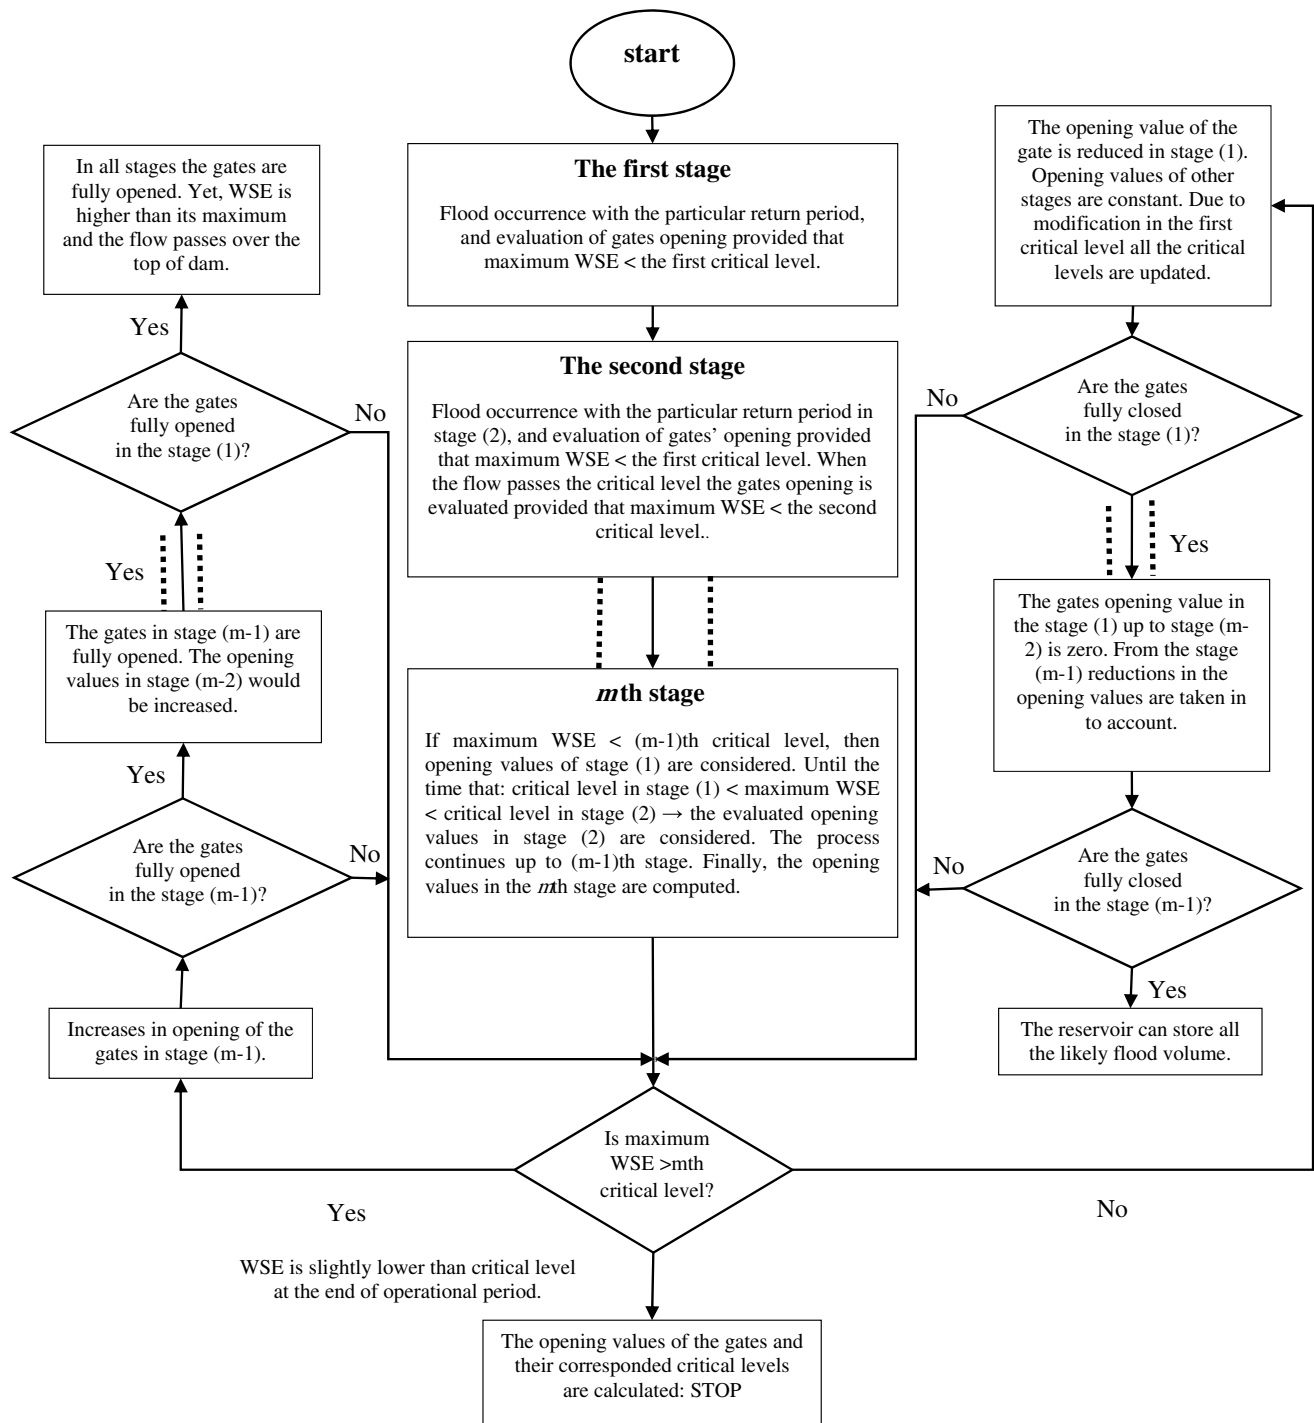 start
The first stage
Flood occurrence with the particular return period,
and evaluation of gates opening provided that
maximum WSE < the first critical level.
The second stage
Flood occurrence with the particular return period in
stage (2), and evaluation of gates’ opening provided
that maximum WSE < the first critical level. When
the flow passes the critical level the gates opening is
evaluated provided that maximum WSE < the second
critical level..
mth stage
If maximum WSE < (m-1)th critical level, then
opening values of stage (1) are considered. Until the
time that: critical level in stage (1) < maximum WSE
< critical level in stage (2) → the evaluated opening
values in stage (2) are considered. The process
continues up to (m-1)th stage. Finally, the opening
values in the mth stage are computed.
Is maximum
WSE >mth
critical level?
Yes
No
WSE is slightly lower than critical level
at the end of operational period.
The opening values of the gates and
their corresponded critical levels
are calculated: STOP
Increases in opening of the
gates in stage (m-1).
Are the gates
fully opened
in the stage (m-1)?
No
Yes
The gates in stage (m-1) are
fully opened. The opening
values in stage (m-2) would
be increased.
Yes
Are the gates
fully opened
in the stage (1)?
No
Yes
In all stages the gates are
fully opened. Yet, WSE is
higher than its maximum
and the flow passes over the
top of dam.
The opening value of the
gate is reduced in stage (1).
Opening values of other
stages are constant. Due to
modification in the first
critical level all the critical
levels are updated.
Are the gates
fully closed
in the stage (1)?
No
Yes
The gates opening value in
the stage (1) up to stage (m-
2) is zero. From the stage
(m-1) reductions in the
opening values are taken in
to account.
Are the gates
fully closed
in the stage (m-1)?
No
Yes
The reservoir can store all
the likely flood volume.